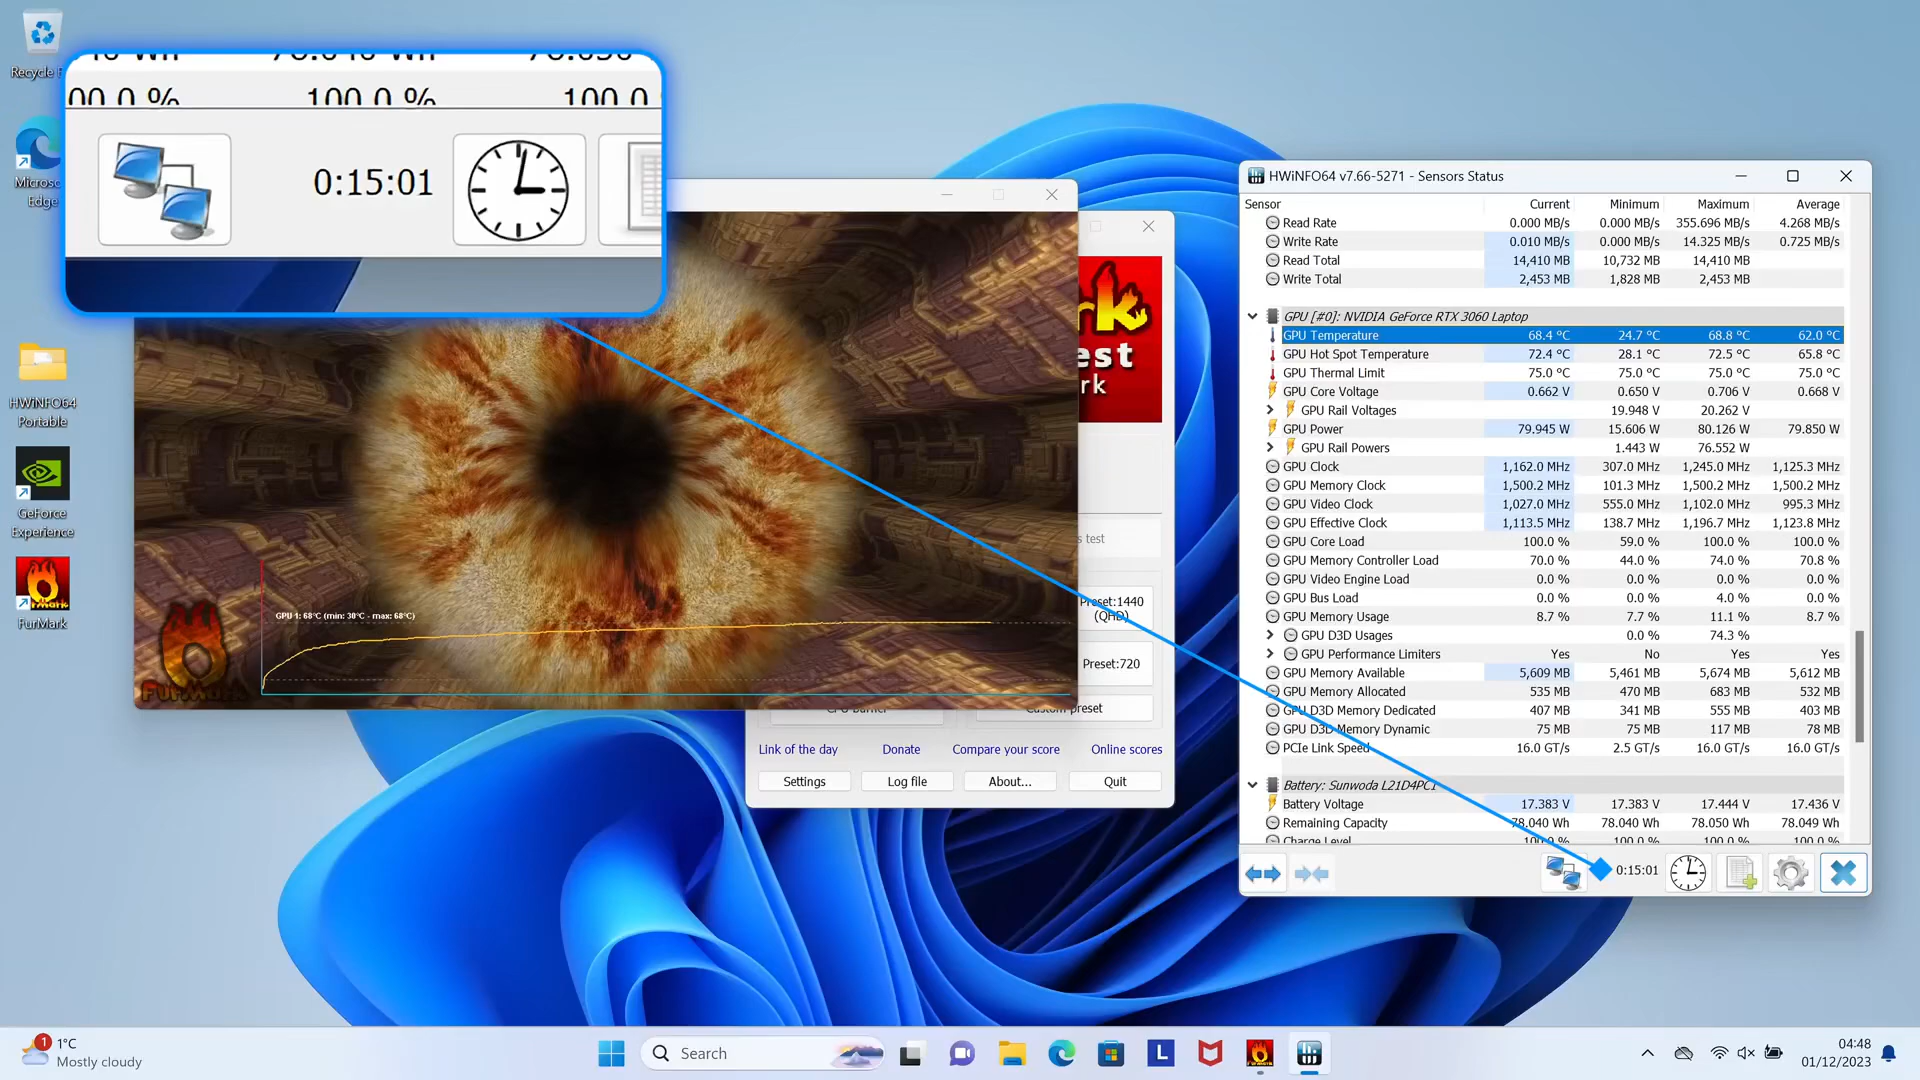 Recycle
100.0 %
0:15:01
Microso
Edge
HWiNFO64
Portable
GeForce
Experience
FurMark
GPU 1: 68°C (min: 30°C - max: 68°C)
FurMark
rk
est
rk
s test
Preset:1440
(QHD)
Preset:720
Custom preset
Link of the day Donate Compare your score Online scores
Settings Log file About... Quit
HWiNFO64 v7.66-5271 - Sensors Status
Sensor Current Minimum Maximum Average
Read Rate 0.000 MB/s 0.000 MB/s 355.696 MB/s 4.268 MB/s
Write Rate 0.010 MB/s 0.000 MB/s 14.325 MB/s 0.725 MB/s
Read Total 14,410 MB 10,732 MB 14,410 MB
Write Total 2,453 MB 1,828 MB 2,453 MB
GPU [#0]: NVIDIA GeForce RTX 3060 Laptop
GPU Temperature 68.4 °C 24.7 °C 68.8 °C 62.0 °C
GPU Hot Spot Temperature 72.4 °C 28.1 °C 72.5 °C 65.8 °C
GPU Thermal Limit 75.0 °C 75.0 °C 75.0 °C 75.0 °C
GPU Core Voltage 0.662 V 0.650 V 0.706 V 0.668 V
GPU Rail Voltages 19.948 V 20.262 V
GPU Power 79.945 W 15.606 W 80.126 W 79.850 W
GPU Rail Powers 1.443 W 76.552 W
GPU Clock 1,162.0 MHz 307.0 MHz 1,245.0 MHz 1,125.3 MHz
GPU Memory Clock 1,500.2 MHz 101.3 MHz 1,500.2 MHz 1,500.2 MHz
GPU Video Clock 1,027.0 MHz 555.0 MHz 1,102.0 MHz 995.3 MHz
GPU Effective Clock 1,113.5 MHz 138.7 MHz 1,196.7 MHz 1,123.8 MHz
GPU Core Load 100.0 % 59.0 % 100.0 % 100.0 %
GPU Memory Controller Load 70.0 % 44.0 % 74.0 % 70.8 %
GPU Video Engine Load 0.0 % 0.0 % 0.0 % 0.0 %
GPU Bus Load 0.0 % 0.0 % 4.0 % 0.0 %
GPU Memory Usage 8.7 % 7.7 % 11.1 % 8.7 %
GPU D3D Usages 0.0 % 74.3 %
GPU Performance Limiters Yes No Yes Yes
GPU Memory Available 5,609 MB 5,461 MB 5,674 MB 5,612 MB
GPU Memory Allocated 535 MB 470 MB 683 MB 532 MB
GPU D3D Memory Dedicated 407 MB 341 MB 555 MB 403 MB
GPU D3D Memory Dynamic 75 MB 75 MB 117 MB 78 MB
PCIe Link Speed 16.0 GT/s 2.5 GT/s 16.0 GT/s 16.0 GT/s
Battery: Sunwoda L21D4PC1
Battery Voltage 17.383 V 17.383 V 17.444 V 17.436 V
Remaining Capacity 78.040 Wh 78.040 Wh 78.050 Wh 78.049 Wh
Charge Level 100.0 % 100.0 % 100.0 % 100.0 %
0:15:01
1
1°C
Mostly cloudy
Search
L
04:48
01/12/2023